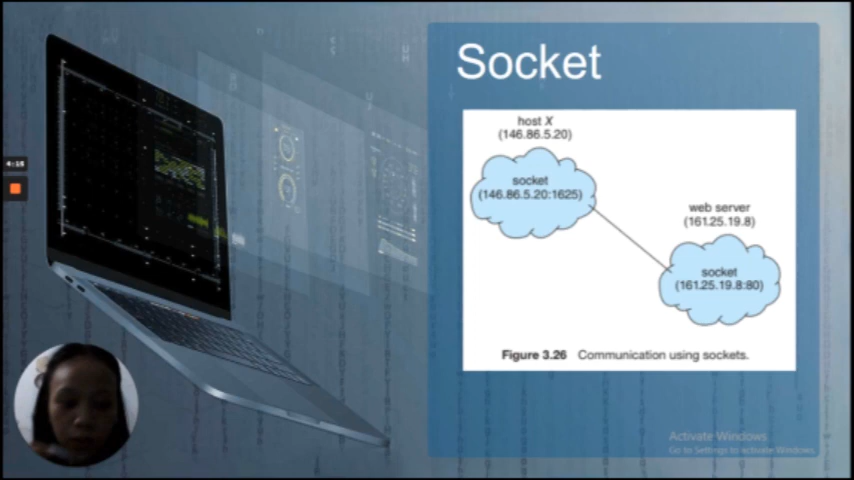 Socket
host X
(146.86.5.20)
socket
(146.86.5.20:1625)
web server
(161.25.19.8)
socket
(161.25.19.8:80)
Figure 3.26 Communication using sockets.
4:15
Activate Windows
Go to Settings to activate Windows.